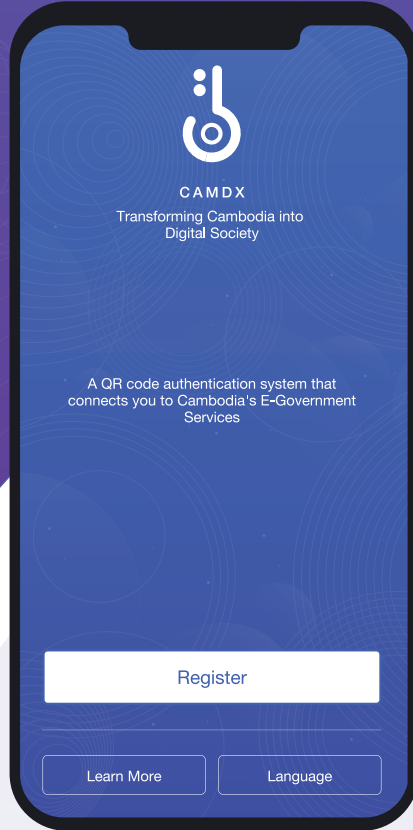 CAMDX
Transforming Cambodia into
Digital Society
A QR code authentication system that
connects you to Cambodia's E-Government
Services
Register
Learn More
Language